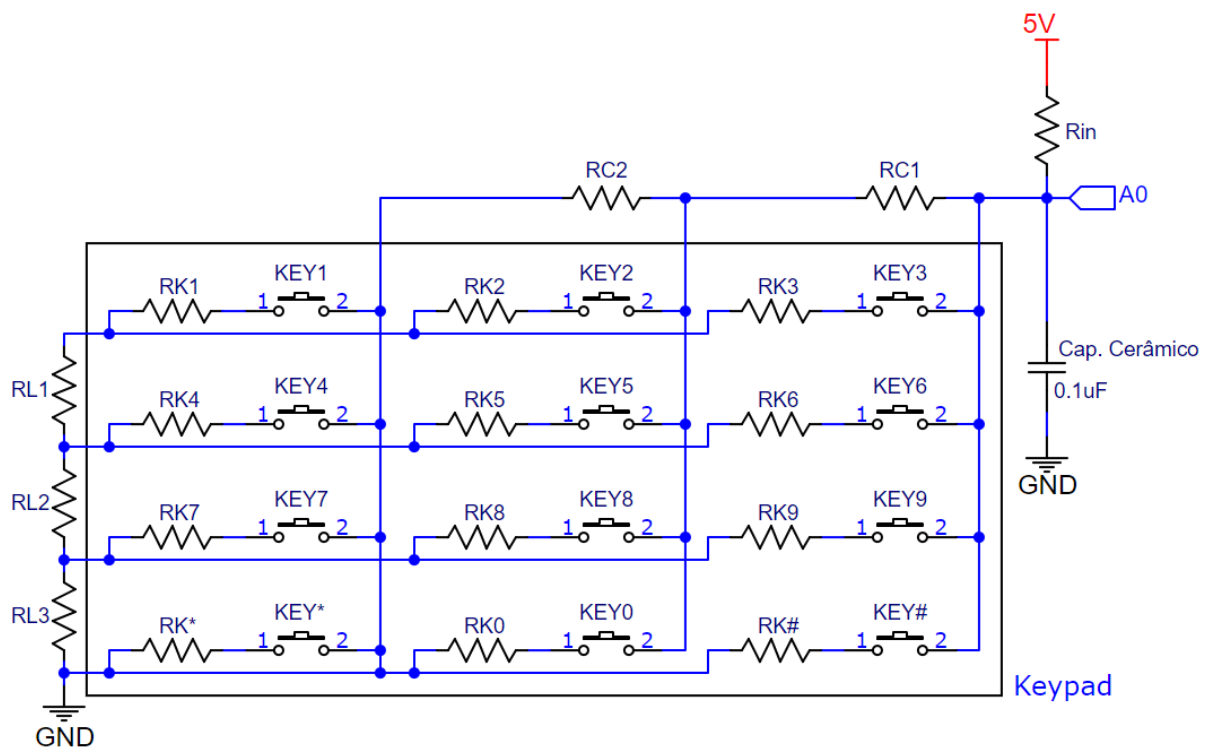 5V
Rin
RC2
RC1
A0
RK1
KEY1
1
2
RK2
KEY2
1
2
RK3
KEY3
1
2
RL1
RK4
KEY4
1
2
RK5
KEY5
1
2
RK6
KEY6
1
2
Cap. Cerâmico
0.1uF
GND
RL2
RK7
KEY7
1
2
RK8
KEY8
1
2
RK9
KEY9
1
2
RL3
RK*
KEY*
1
2
RK0
KEY0
1
2
RK#
KEY#
1
2
Keypad
GND